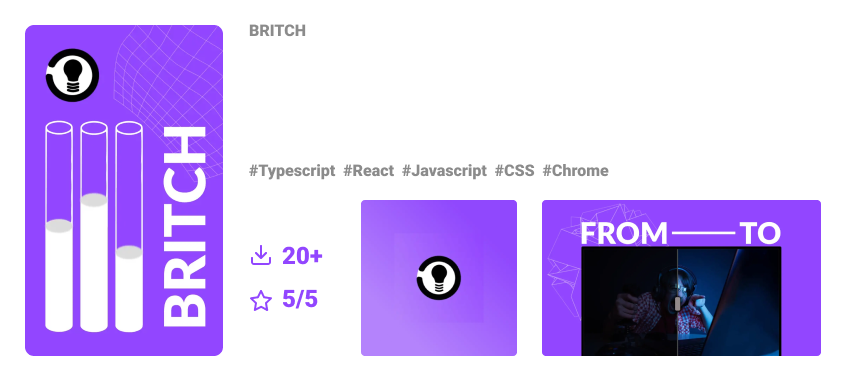 BRITCH
BRITCH
#Typescript #React #Javascript #CSS #Chrome
20+
5/5
FROM TO